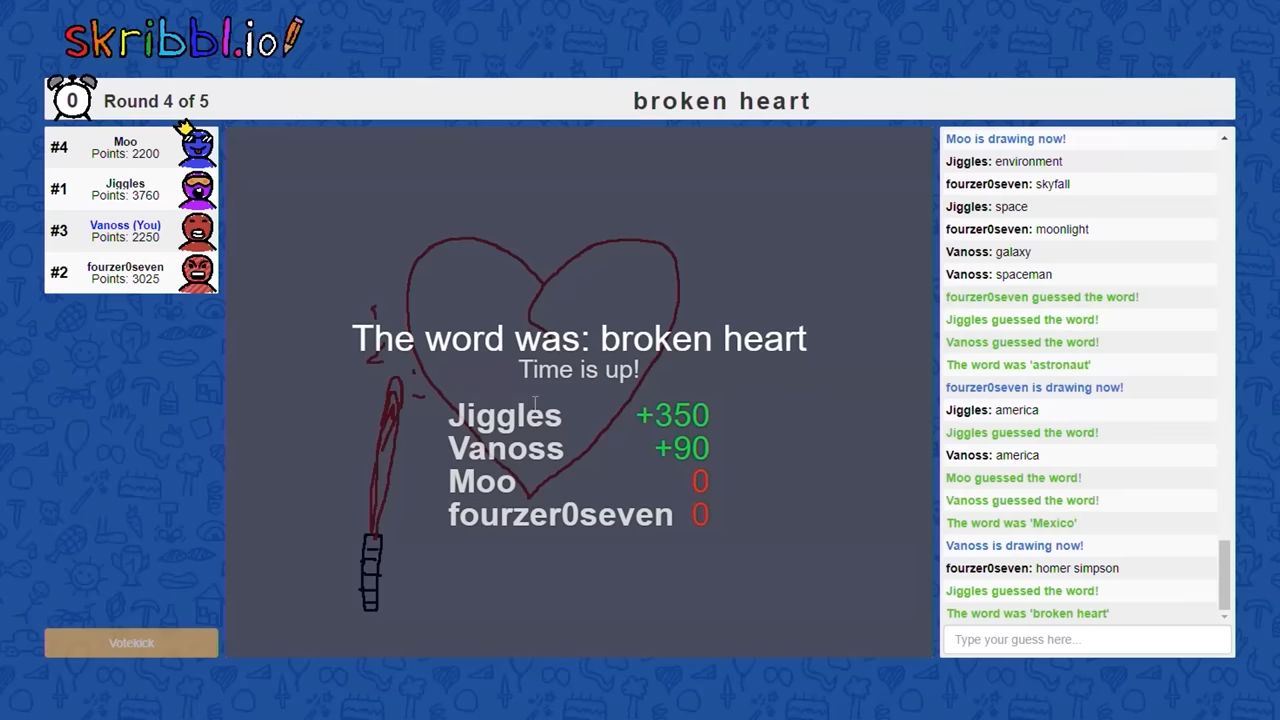 skribbl.io
0
Round 4 of 5
broken heart
#4
Moo
Points: 2200
#1
Jiggles
Points: 3760
#3
Vanoss (You)
Points: 2250
#2
fourzer0seven
Points: 3025
Votekick
The word was: broken heart
Time is up!
Jiggles +350
Vanoss +90
Moo 0
fourzer0seven 0
Moo is drawing now!
Jiggles: environment
fourzer0seven: skyfall
Jiggles: space
fourzer0seven: moonlight
Vanoss: galaxy
Vanoss: spaceman
fourzer0seven guessed the word!
Jiggles guessed the word!
Vanoss guessed the word!
The word was 'astronaut'
fourzer0seven is drawing now!
Jiggles: america
Jiggles guessed the word!
Vanoss: america
Moo guessed the word!
Vanoss guessed the word!
The word was 'Mexico'
Vanoss is drawing now!
fourzer0seven: homer simpson
Jiggles guessed the word!
The word was 'broken heart'
Type your guess here...